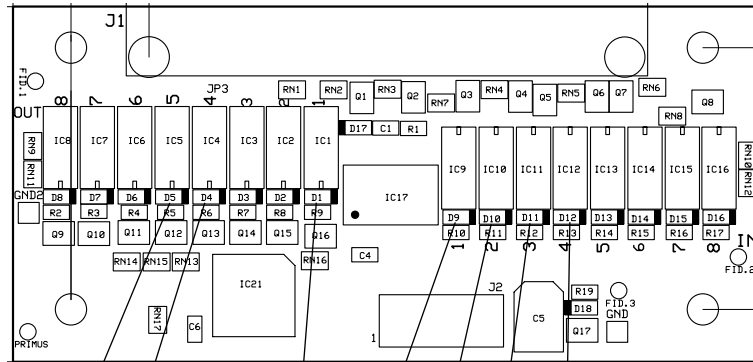 J1
FID.1
JP3
RN1 RN2 Q1 RN3 Q2 RN7 Q3 RN4 Q4 Q5 RN5 Q6 Q7 RN6 Q8
OUT 8 7 6 5 4 3 2 1
D17 C1 R1 RN8
RN9 IC8 IC7 IC6 IC5 IC4 IC3 IC2 IC1
IC9 IC10 IC11 IC12 IC13 IC14 IC15 IC16 RN10
RN11 RN12
GND2 D8 D7 D6 D5 D4 D3 D2 D1 IC17
R2 R3 R4 R5 R6 R7 R8 R9
D9 D10 D11 D12 D13 D14 D15 D16
Q9 Q10 Q11 Q12 Q13 Q14 Q15 Q16
R10 R11 R12 R13 R14 R15 R16 R17
1 2 3 4 5 6 7 8 IN
RN14 RN15 RN13 RN16 C4
FID.2
IC21 J2 R19 FID.3
D18 GND
RN17 C6 C5 Q17
1
PRIMUS